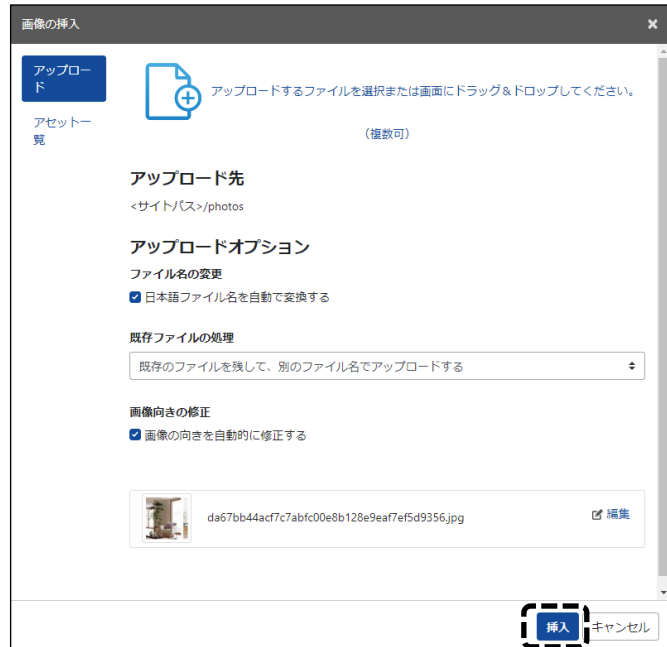 画像の挿入
アップロー
ド
アセット一
覧
アップロードするファイルを選択または画面にドラッグ＆ドロップしてください。
（複数可）
アップロード先
<サイトパス>/photos
アップロードオプション
ファイル名の変更
日本語ファイル名を自動で変換する
既存ファイルの処理
既存のファイルを残して、別のファイル名でアップロードする
画像向きの修正
画像の向きを自動的に修正する
da67bb44acf7c7abfc00e8b128e9eaf7ef5d9356.jpg
編集
挿入
キャンセル